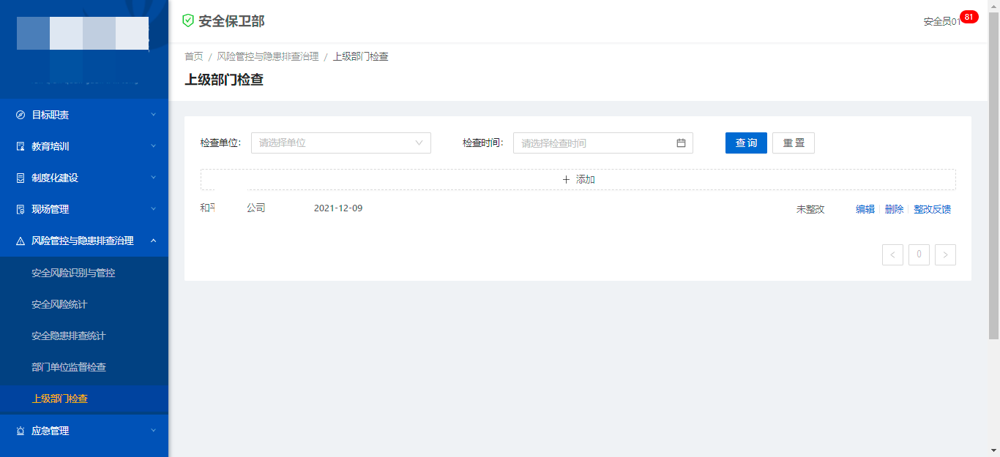 安全保卫部
安全员01 81
首页 / 风险管控与隐患排查治理 / 上级部门检查
上级部门检查
目标职责
教育培训
制度化建设
现场管理
风险管控与隐患排查治理
安全风险识别与管控
安全风险统计
安全隐患排查统计
部门单位监督检查
上级部门检查
应急管理
检查单位: 请选择单位 检查时间: 请选择检查时间 查 询 重 置
+ 添加
和 公司 2021-12-09 未整改 编辑 删除 整改反馈
< 0 >